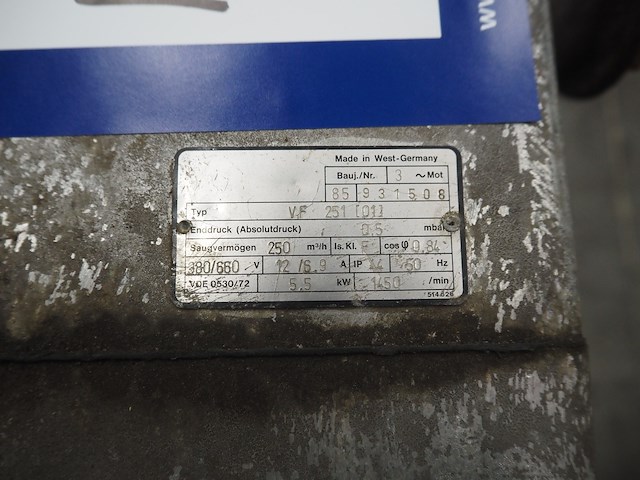 Made in West-Germany
Bauj./Nr. 3 ~ Mot
85 931508
Typ VF 251 [01]
Enddruck (Absolutdruck) 0,5 mbar
Saugvermögen 250 m³/h Is. Kl. F cos φ 0,84
380/660 V 12/6.9 A IP 44 50 Hz
VDE 0530/72 5.5 kW 1450 /min